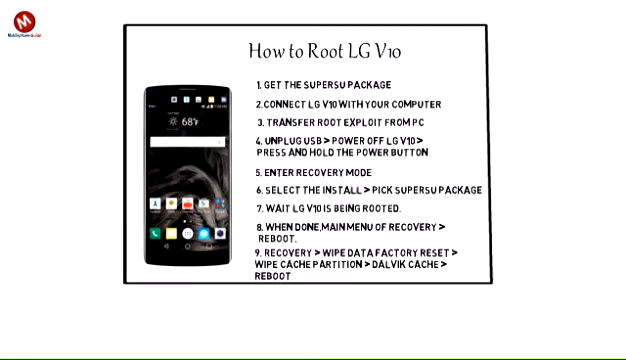 How to Root LG V10
1. GET THE SUPERSU PACKAGE
2.CONNECT LG V10 WITH YOUR COMPUTER
3. TRANSFER ROOT EXPLOIT FROM PC
4. UNPLUG USB > POWER OFF LG V10 >
PRESS AND HOLD THE POWER BUTTON
5. ENTER RECOVERY MODE
6. SELECT THE INSTALL > PICK SUPERSU PACKAGE
7. WAIT LG V10 IS BEING ROOTED.
8. WHEN DONE,MAIN MENU OF RECOVERY >
REBOOT.
9. RECOVERY > WIPE DATA FACTORY RESET >
WIPE CACHE PARTITION > DALVIK CACHE >
REBOOT
M
68°F